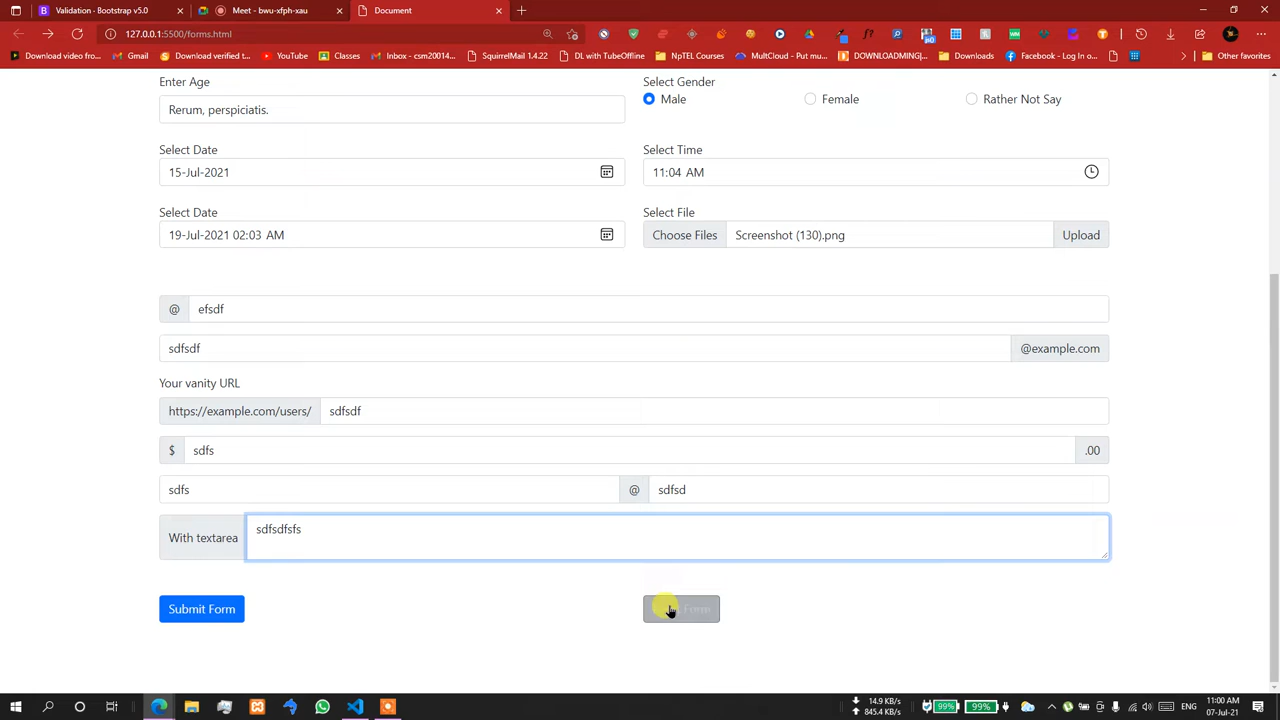 Validation - Bootstrap v5.0
Meet - bwu-xfph-xau
Document
127.0.0.1:5500/forms.html
Download video fro...
Gmail
Download verified t...
YouTube
Classes
Inbox - csm20014...
SquirrelMail 1.4.22
DL with TubeOffline
NpTEL Courses
MultCloud - Put mu...
DOWNLOADMING|...
Downloads
Facebook - Log In o...
Other favorites
Enter Age
Select Gender
Rerum, perspiciatis.
Male
Female
Rather Not Say
Select Date
Select Time
15-Jul-2021
11:04 AM
Select Date
Select File
19-Jul-2021 02:03 AM
Choose Files
Screenshot (130).png
Upload
@
efsdf
sdfsdf
@example.com
Your vanity URL
https://example.com/users/
sdfsdf
$
sdfs
.00
sdfs
@
sdfsd
With textarea
sdfsdfsfs
Submit Form
Form
14.9 KB/s
845.4 KB/s
99%
99%
ENG
11:00 AM
07-Jul-21